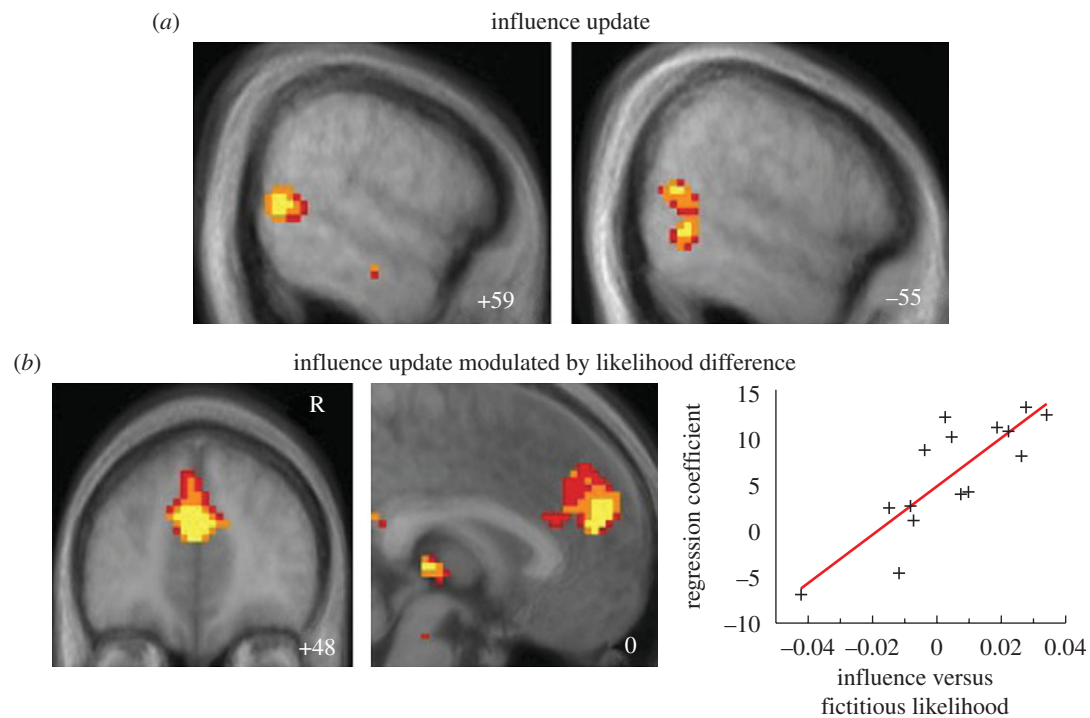 (a) influence update
+59
–55
(b) influence update modulated by likelihood difference
R
+48
0
regression coefficient
15
10
5
0
–5
–10
–0.04 –0.02 0 0.02 0.04
influence versus
fictitious likelihood